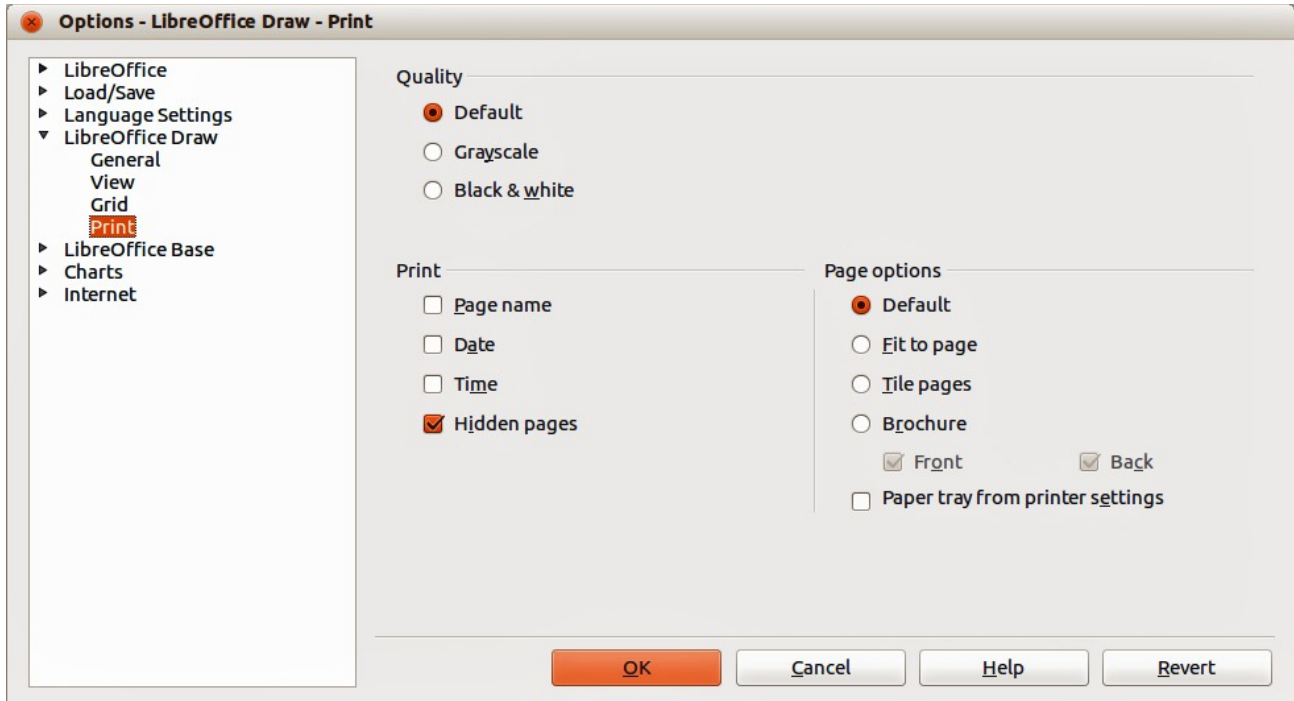 Options - LibreOffice Draw - Print
LibreOffice
Load/Save
Language Settings
LibreOffice Draw
General
View
Grid
Print
LibreOffice Base
Charts
Internet
Quality
Default
Grayscale
Black & white
Print
Page name
Date
Time
Hidden pages
Page options
Default
Fit to page
Tile pages
Brochure
Front Back
Paper tray from printer settings
OK Cancel Help Revert